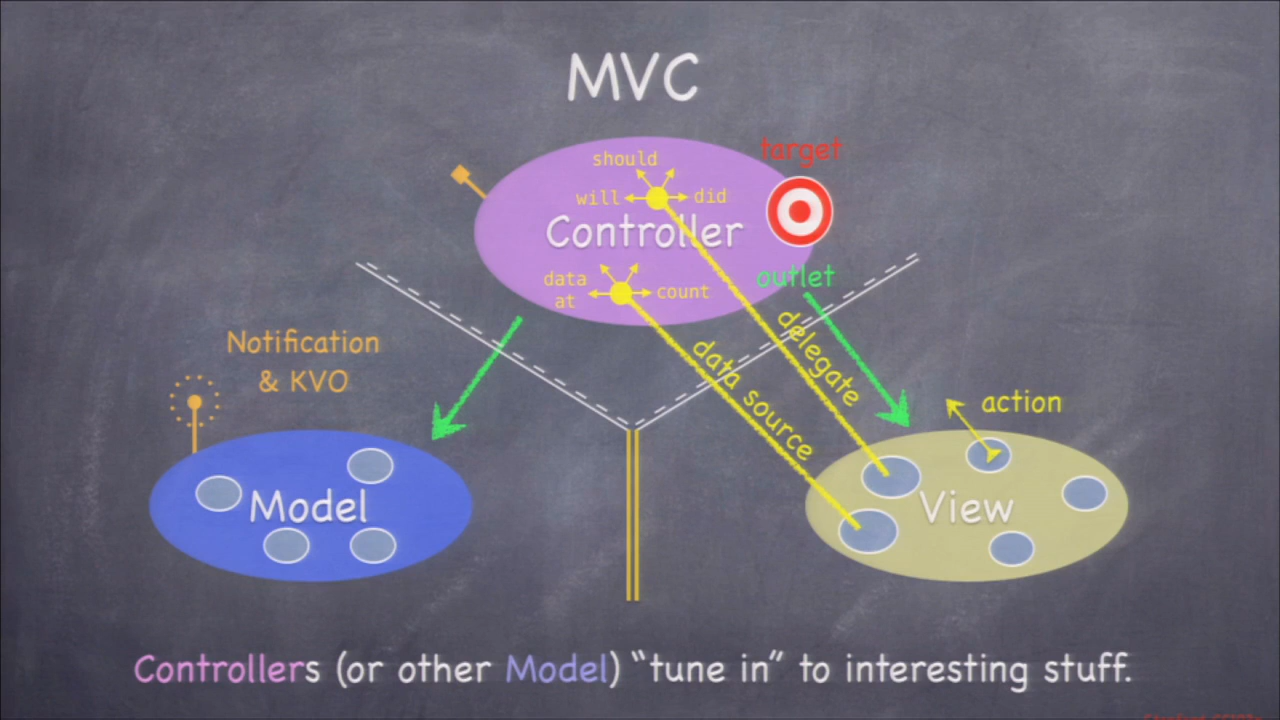 MVC
target
should
will
did
Controller
data
at
count
outlet
Notification
& KVO
delegate
data source
action
Model
View
Controllers (or other Model) “tune in” to interesting stuff.